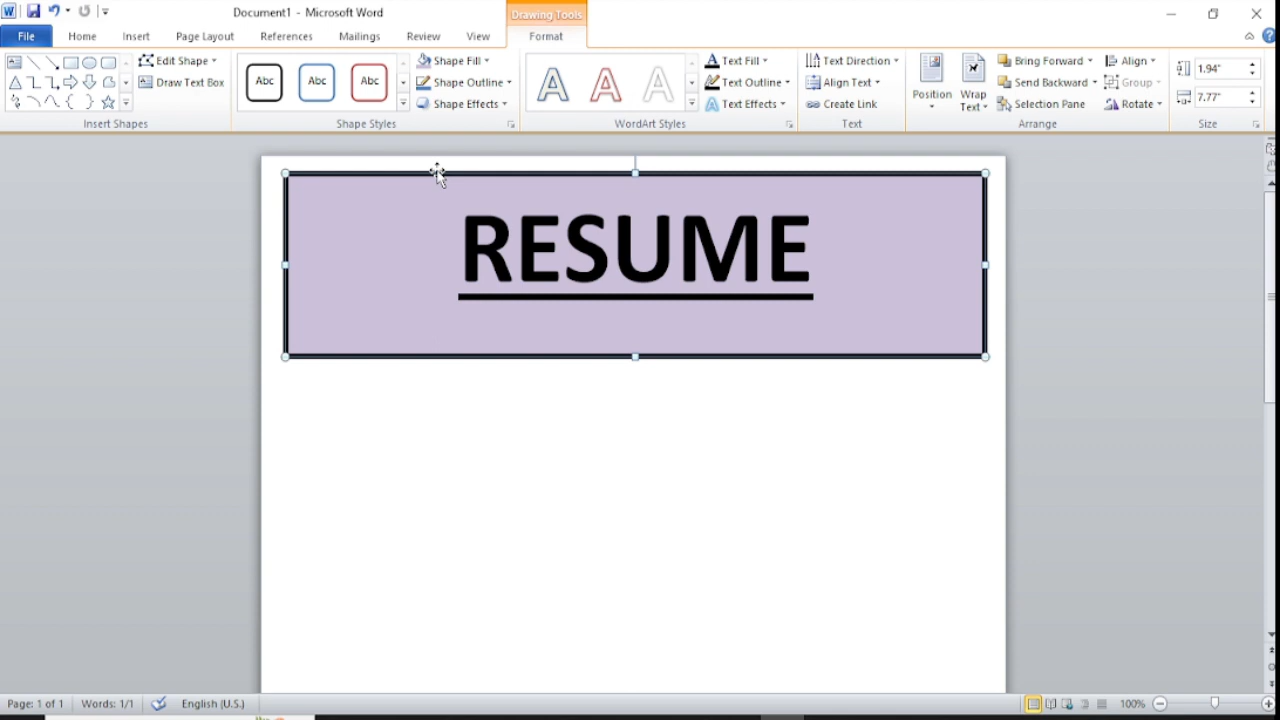 Document1 - Microsoft Word
Drawing Tools
File Home Insert Page Layout References Mailings Review View Format
Edit Shape
Draw Text Box
Insert Shapes
Abc Abc Abc
Shape Fill
Shape Outline
Shape Effects
Shape Styles
A A A
Text Fill
Text Outline
Text Effects
WordArt Styles
Text Direction
Align Text
Create Link
Text
Position
Wrap
Text
Bring Forward
Send Backward
Selection Pane
Align
Group
Rotate
Arrange
1.94"
7.77"
Size
RESUME
Page: 1 of 1 Words: 1/1 English (U.S.) 100%